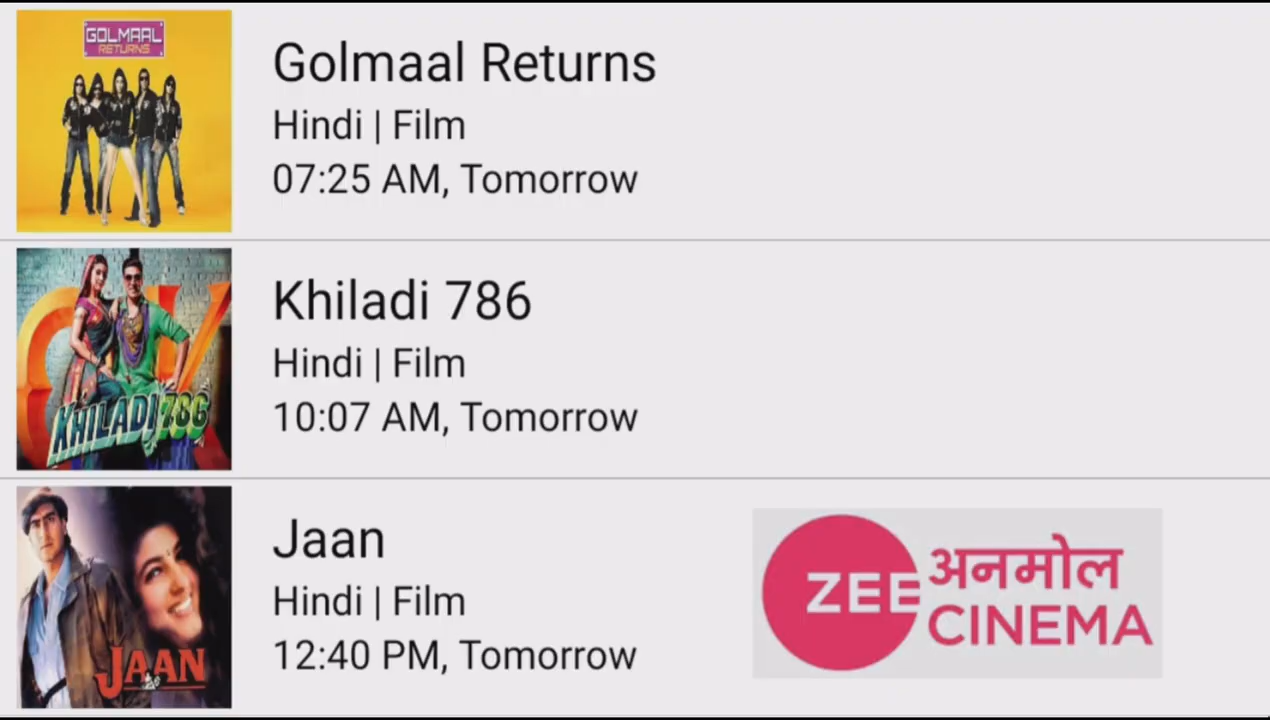 GOLMAAL
RETURNS
Golmaal Returns
Hindi | Film
07:25 AM, Tomorrow
KHILADI 786
Khiladi 786
Hindi | Film
10:07 AM, Tomorrow
JAAN
Jaan
Hindi | Film
12:40 PM, Tomorrow
ZEE अनमोल
CINEMA